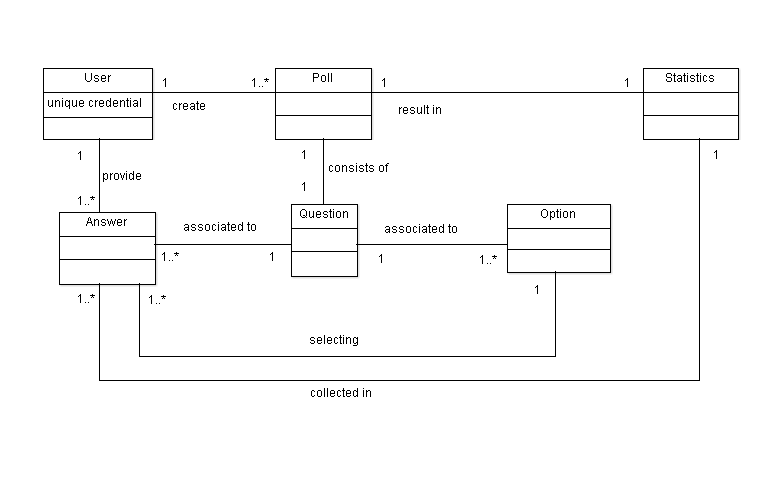 User
Poll
Statistics
1
1..*
1
1
unique credential
create
result in
1
1
1
provide
consists of
1..*
1
Answer
Question
Option
associated to
associated to
1..*
1
1
1..*
1..*
1..*
1
selecting
collected in